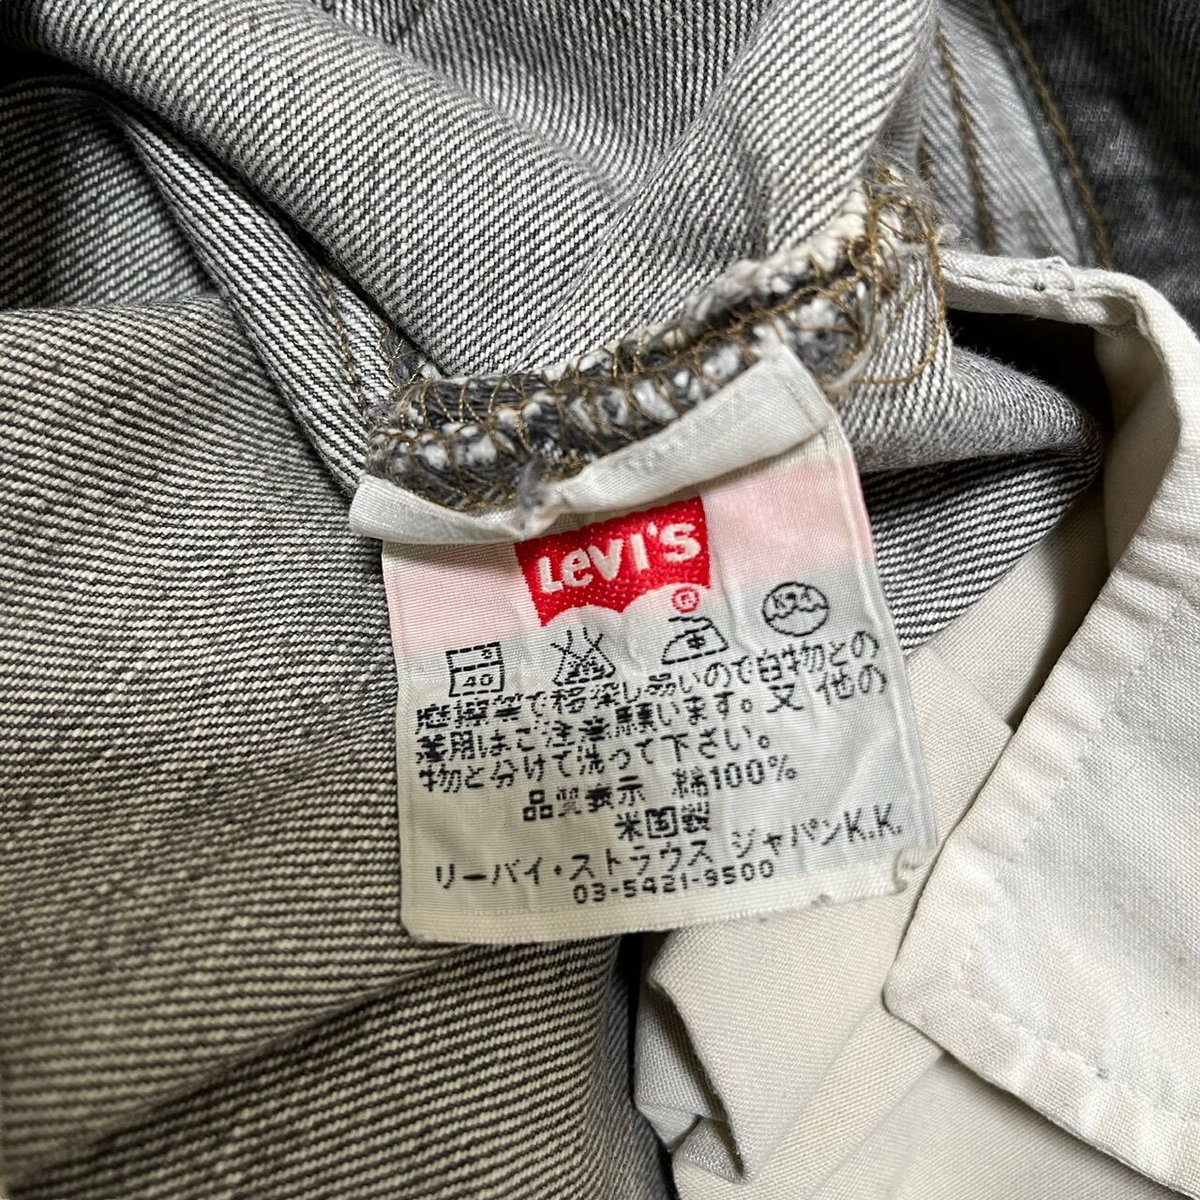 Levi's
R
40
摩擦等で移染し易いので白物との
兼用はご注意願います。又他の
物と分けて洗って下さい。
品質表示 綿100%
米国製
リーバイ・ストラウス ジャパンK.K.
03-5421-9500